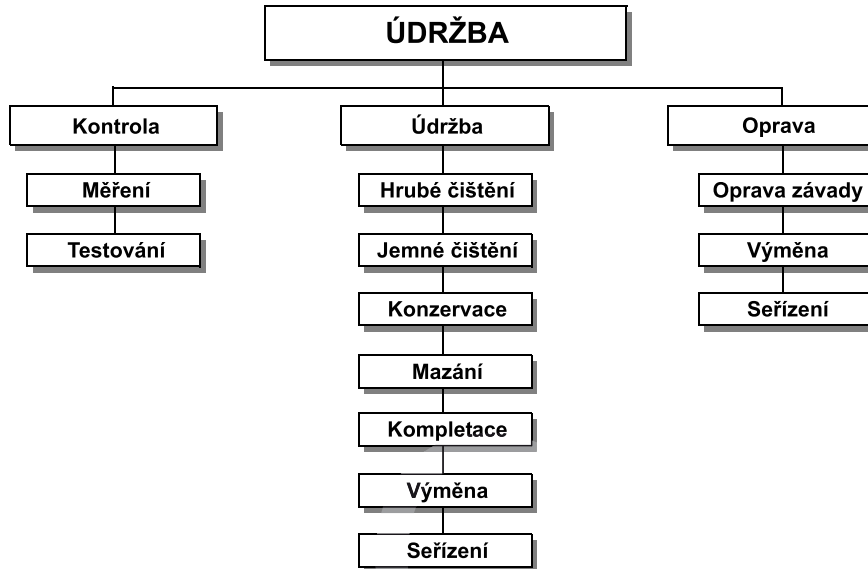 ÚDRŽBA
Kontrola
Měření
Testování
Údržba
Hrubé čištění
Jemné čištění
Konzervace
Mazání
Kompletace
Výměna
Seřízení
Oprava
Oprava závady
Výměna
Seřízení